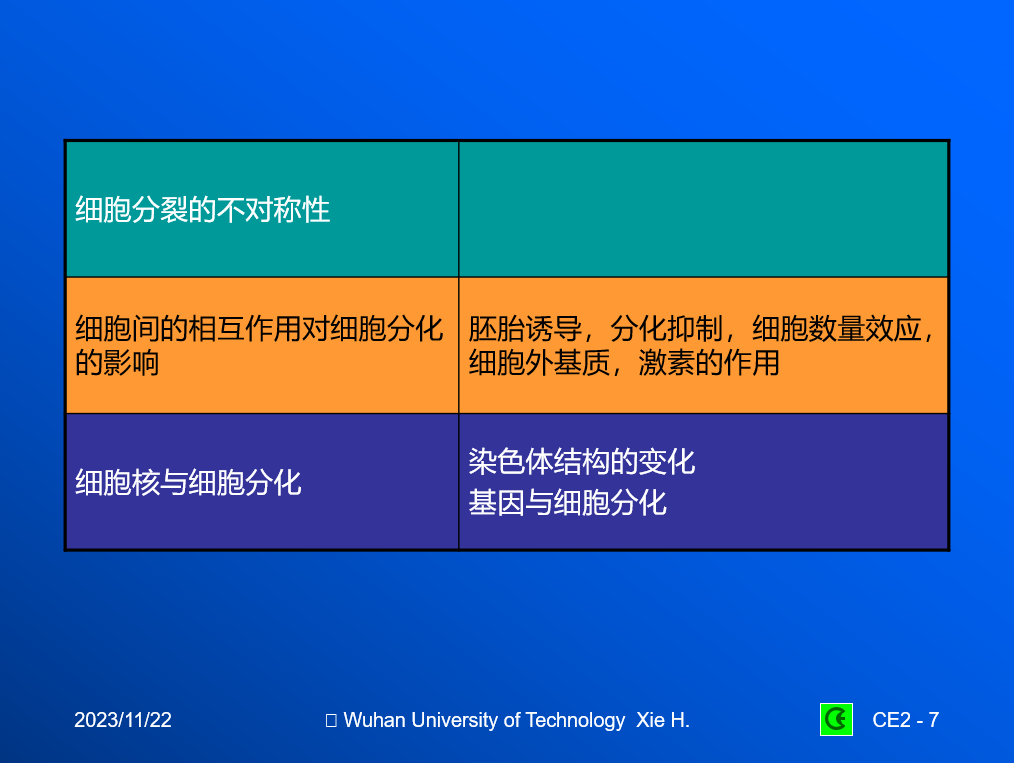 细胞分裂的不对称性
细胞间的相互作用对细胞分化
的影响
胚胎诱导，分化抑制，细胞数量效应，
细胞外基质，激素的作用
细胞核与细胞分化
染色体结构的变化
基因与细胞分化
2023/11/22
Wuhan University of Technology Xie H.
CE2 - 7